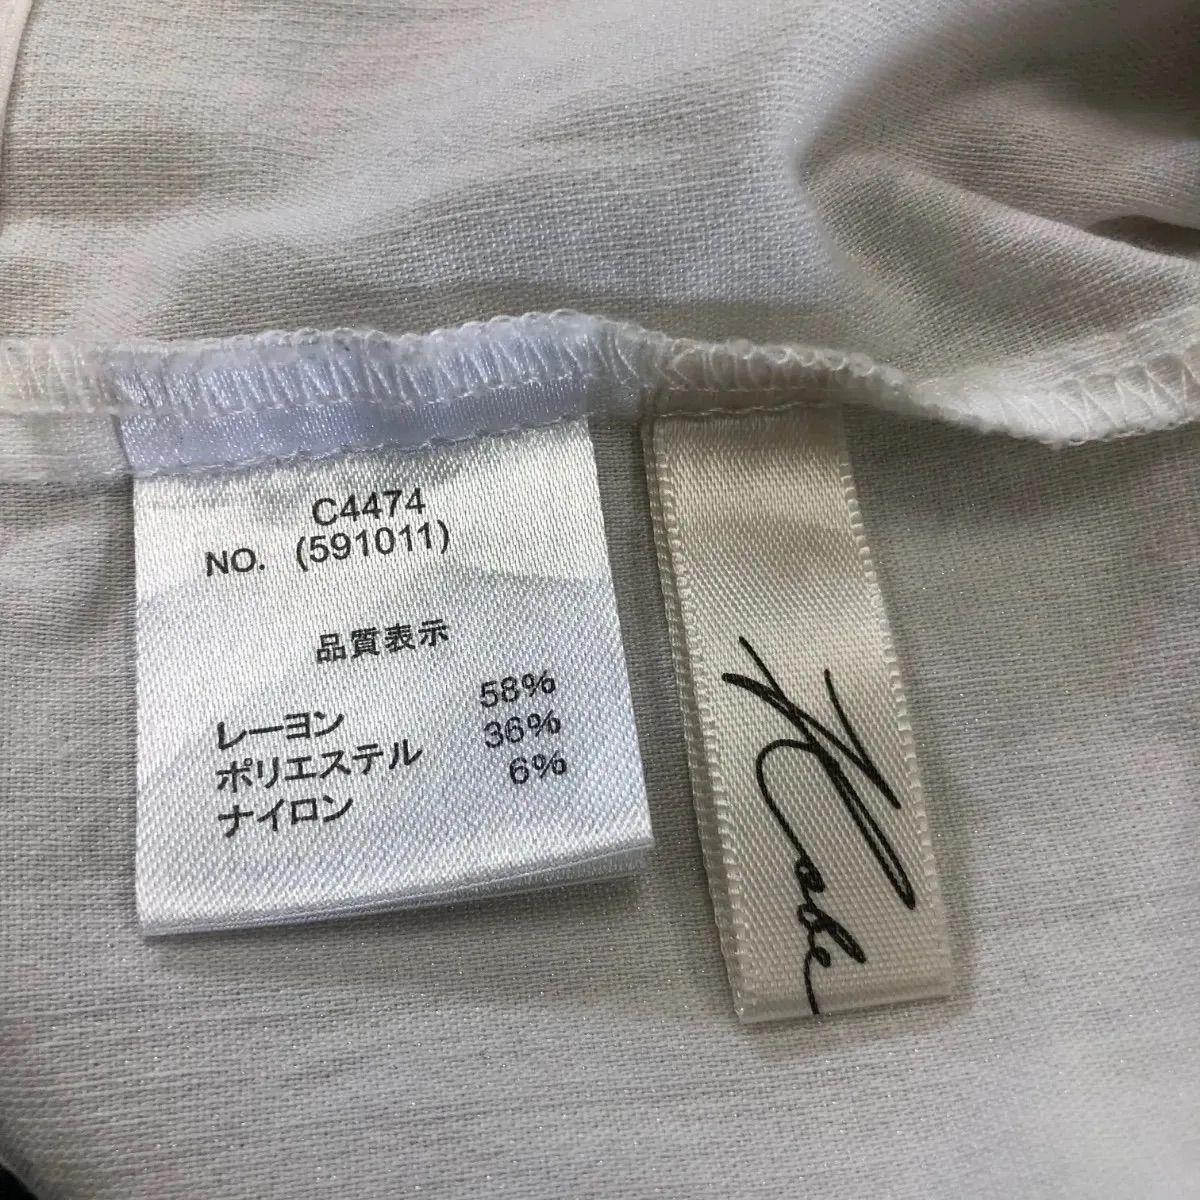 C4474
NO. (591011)
品質表示
レーヨン 58%
ポリエステル 36%
ナイロン 6%